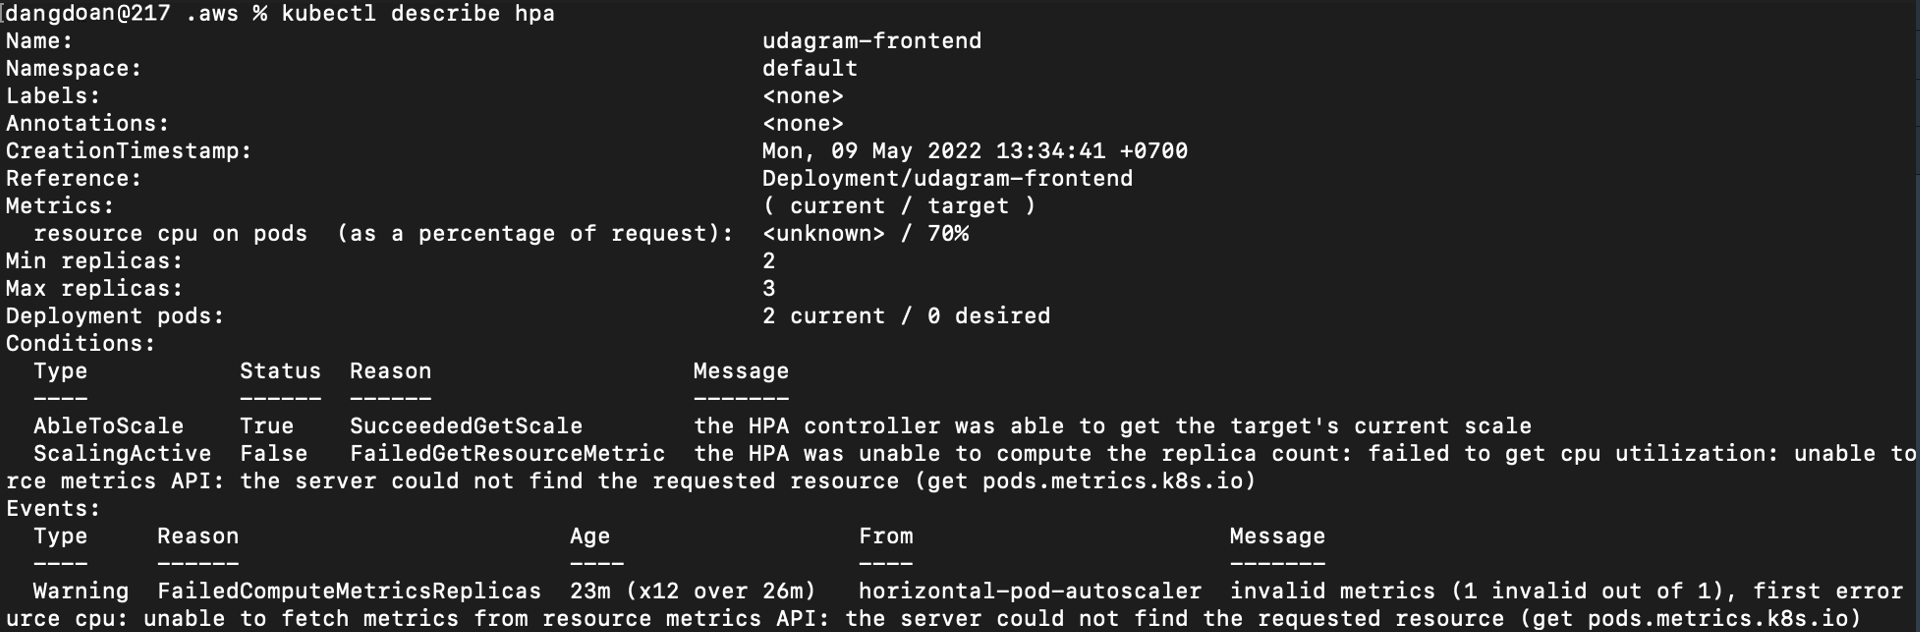 dangdoan@217 .aws % kubectl describe hpa
Name:                                                  udagram-frontend
Namespace:                                             default
Labels:                                                <none>
Annotations:                                           <none>
CreationTimestamp:                                     Mon, 09 May 2022 13:34:41 +0700
Reference:                                             Deployment/udagram-frontend
Metrics:                                               ( current / target )
  resource cpu on pods  (as a percentage of request):  <unknown> / 70%
Min replicas:                                          2
Max replicas:                                          3
Deployment pods:                                       2 current / 0 desired
Conditions:
  Type           Status  Reason                   Message
  ----           ------  ------                   -------
  AbleToScale    True    SucceededGetScale        the HPA controller was able to get the target's current scale
  ScalingActive  False   FailedGetResourceMetric  the HPA was unable to compute the replica count: failed to get cpu utilization: unable to
rce metrics API: the server could not find the requested resource (get pods.metrics.k8s.io)
Events:
  Type     Reason                        Age                  From                       Message
  ----     ------                        ----                 ----                       -------
  Warning  FailedComputeMetricsReplicas  23m (x12 over 26m)   horizontal-pod-autoscaler  invalid metrics (1 invalid out of 1), first error
urce cpu: unable to fetch metrics from resource metrics API: the server could not find the requested resource (get pods.metrics.k8s.io)